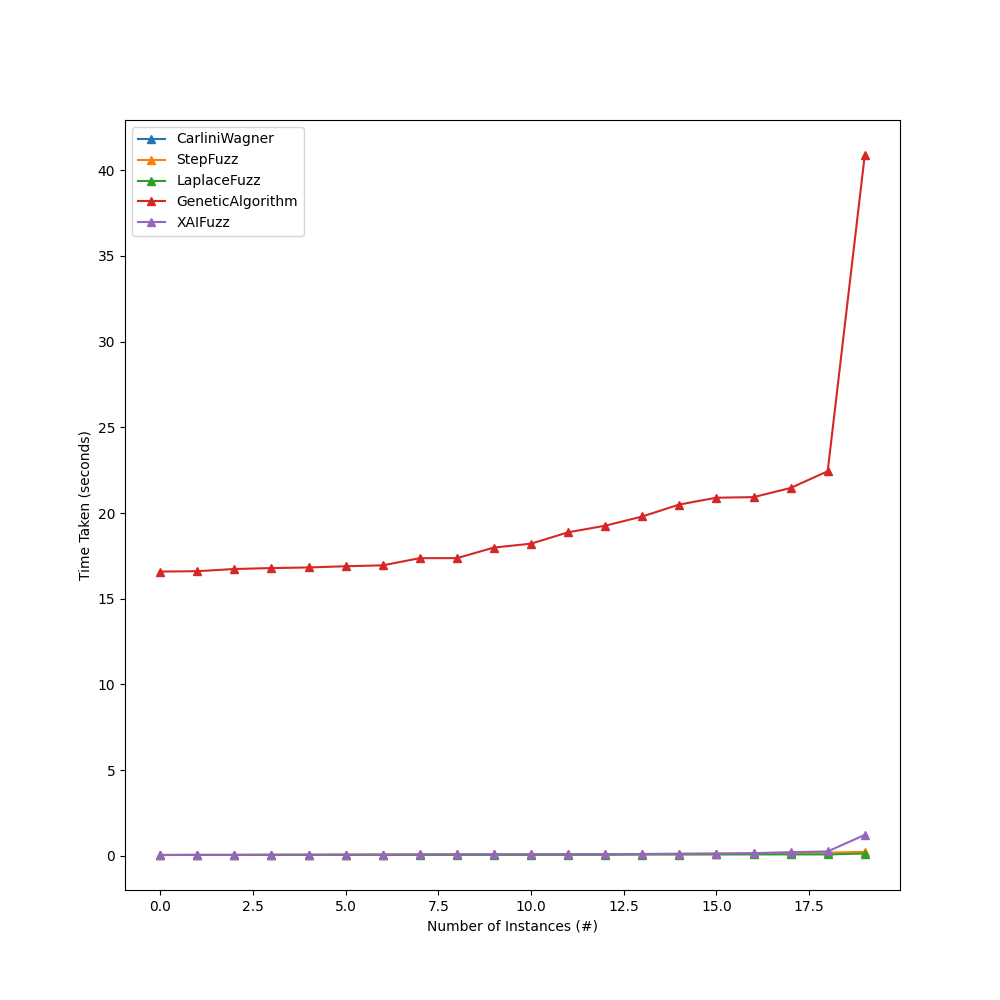 CarliniWagner
StepFuzz
LaplaceFuzz
GeneticAlgorithm
XAIFuzz
40
35
30
25
20
15
10
5
0
Time Taken (seconds)
0.0 2.5 5.0 7.5 10.0 12.5 15.0 17.5
Number of Instances (#)